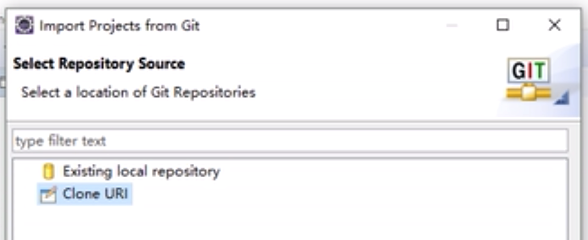 Import Projects from Git
Select Repository Source
Select a location of Git Repositories
GIT
type filter text
Existing local repository
Clone URI